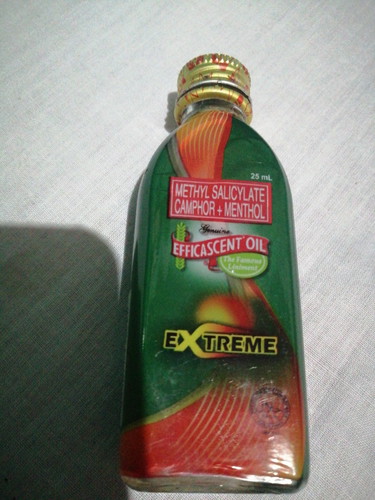 25 mL
METHYL SALICYLATE
CAMPHOR + MENTHOL
Genuine
EFFICASCENT OIL
The Famous
Liniment
EXTREME